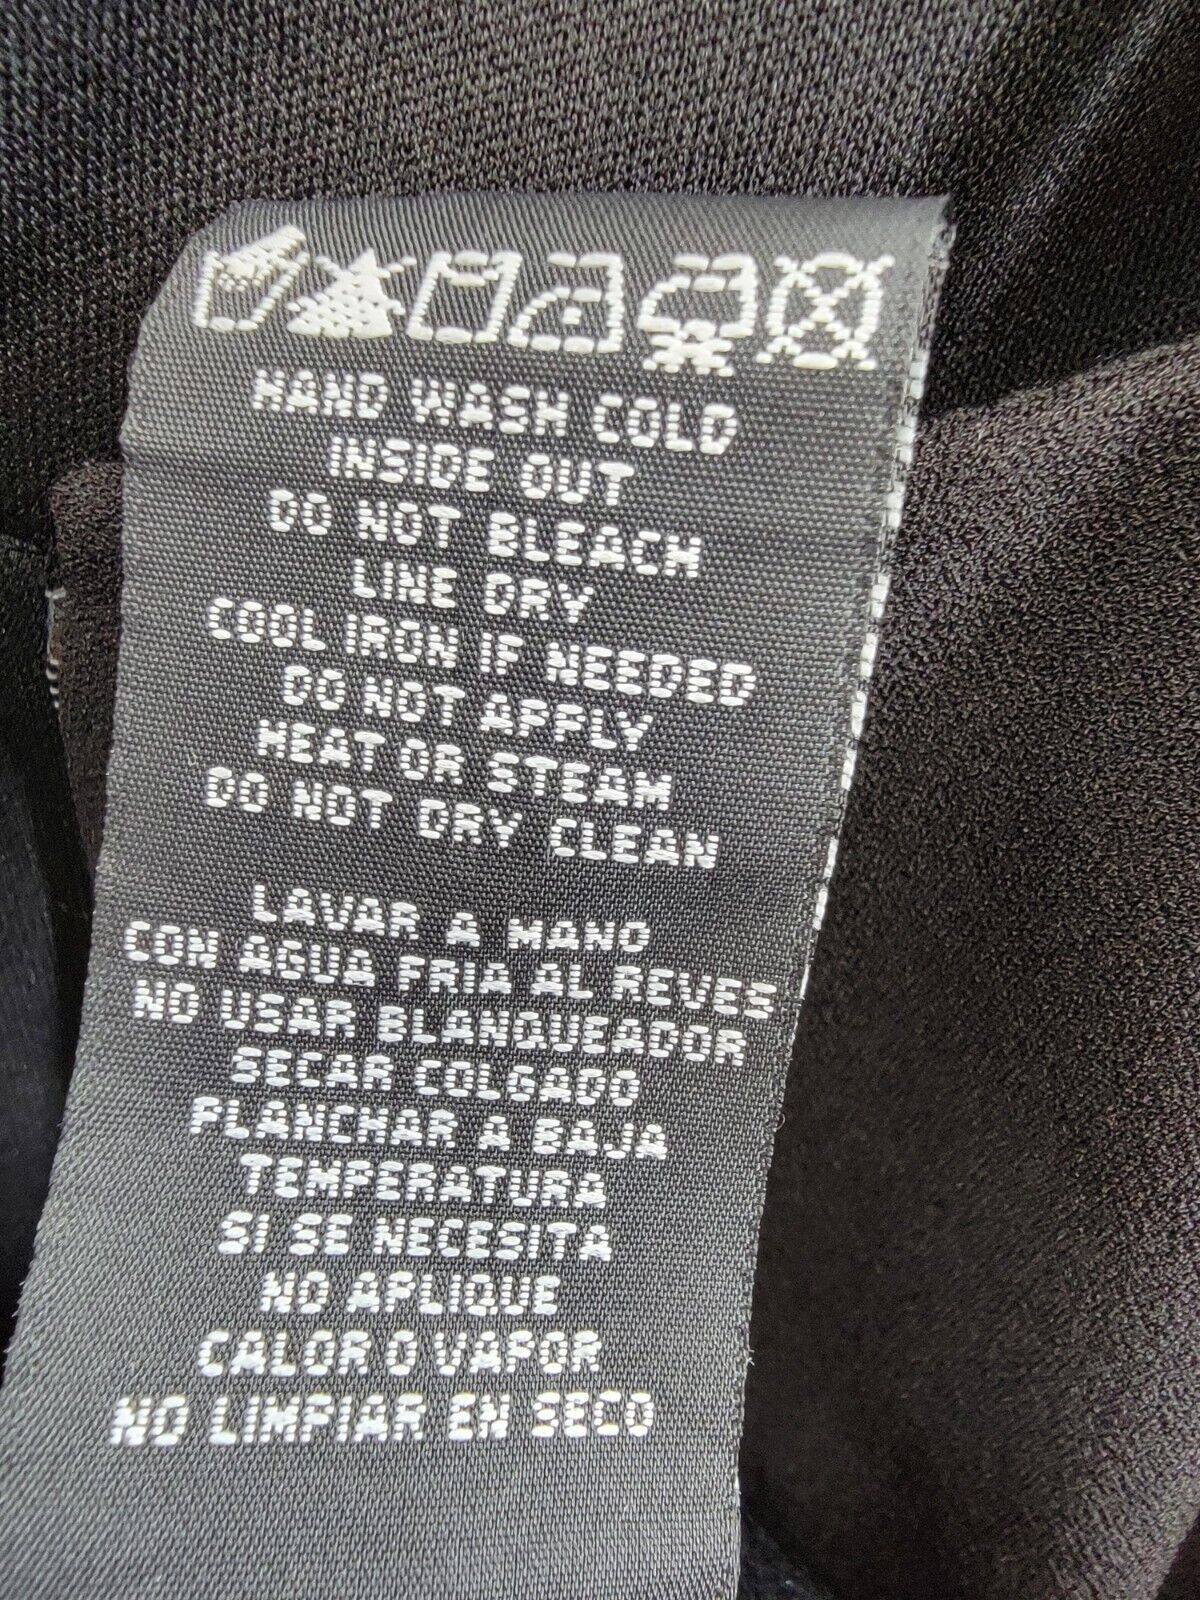 HAND WASH COLD
INSIDE OUT
DO NOT BLEACH
LINE DRY
COOL IRON IF NEEDED
DO NOT APPLY
HEAT OR STEAM
DO NOT DRY CLEAN
LAVAR A MANO
CON AGUA FRIA AL REVES
NO USAR BLANQUEADOR
SECAR COLGADO
PLANCHAR A BAJA
TEMPERATURA
SI SE NECESITA
NO APLIQUE
CALOR O VAPOR
NO LIMPIAR EN SECO